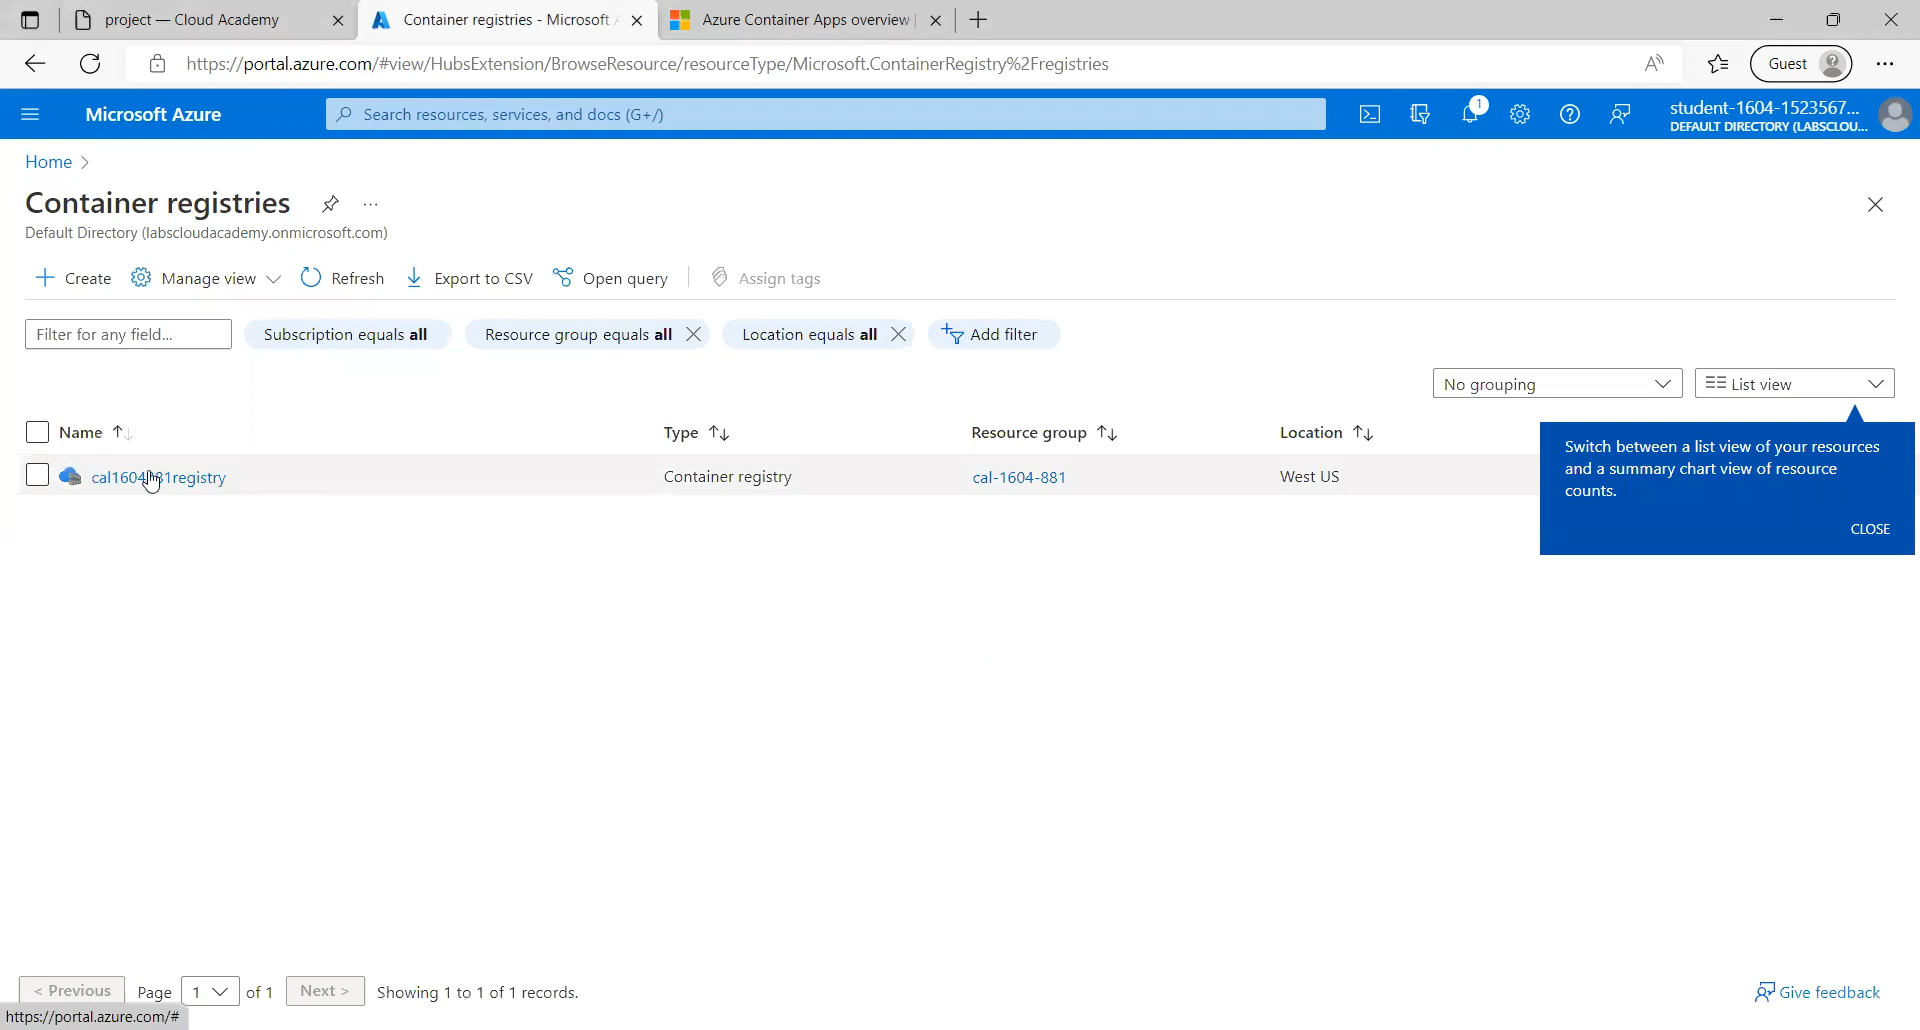 project — Cloud Academy
Container registries - Microsoft
Azure Container Apps overview
https://portal.azure.com/#view/HubsExtension/BrowseResource/resourceType/Microsoft.ContainerRegistry%2Fregistries
Guest
Microsoft Azure
Search resources, services, and docs (G+/)
1
student-1604-1523567...
DEFAULT DIRECTORY (LABSCLOU...
Home
Container registries
...
Default Directory (labscloudacademy.onmicrosoft.com)
Create
Manage view
Refresh
Export to CSV
Open query
Assign tags
Filter for any field...
Subscription equals all
Resource group equals all
Location equals all
Add filter
No grouping
List view
Name
Type
Resource group
Location
cal1604881registry
Container registry
cal-1604-881
West US
Switch between a list view of your resources
and a summary chart view of resource
counts.
CLOSE
< Previous
Page
1
of 1
Next >
Showing 1 to 1 of 1 records.
Give feedback
https://portal.azure.com/#